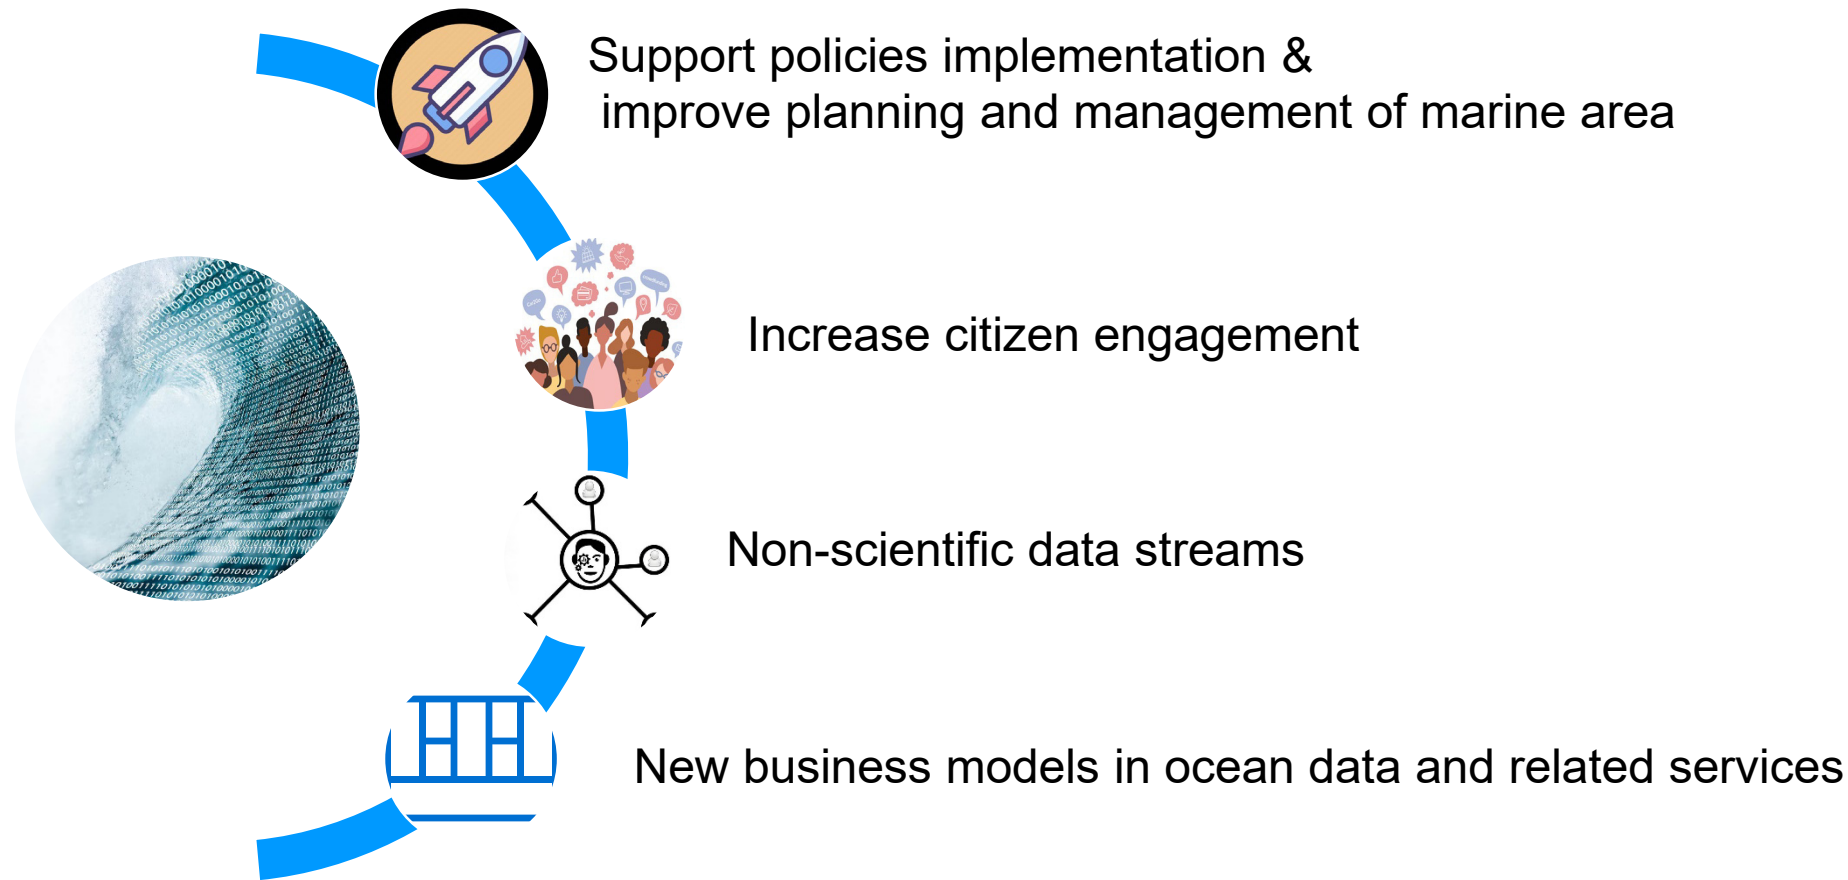 Support policies implementation &
improve planning and management of marine area
Increase citizen engagement
Non-scientific data streams
New business models in ocean data and related services